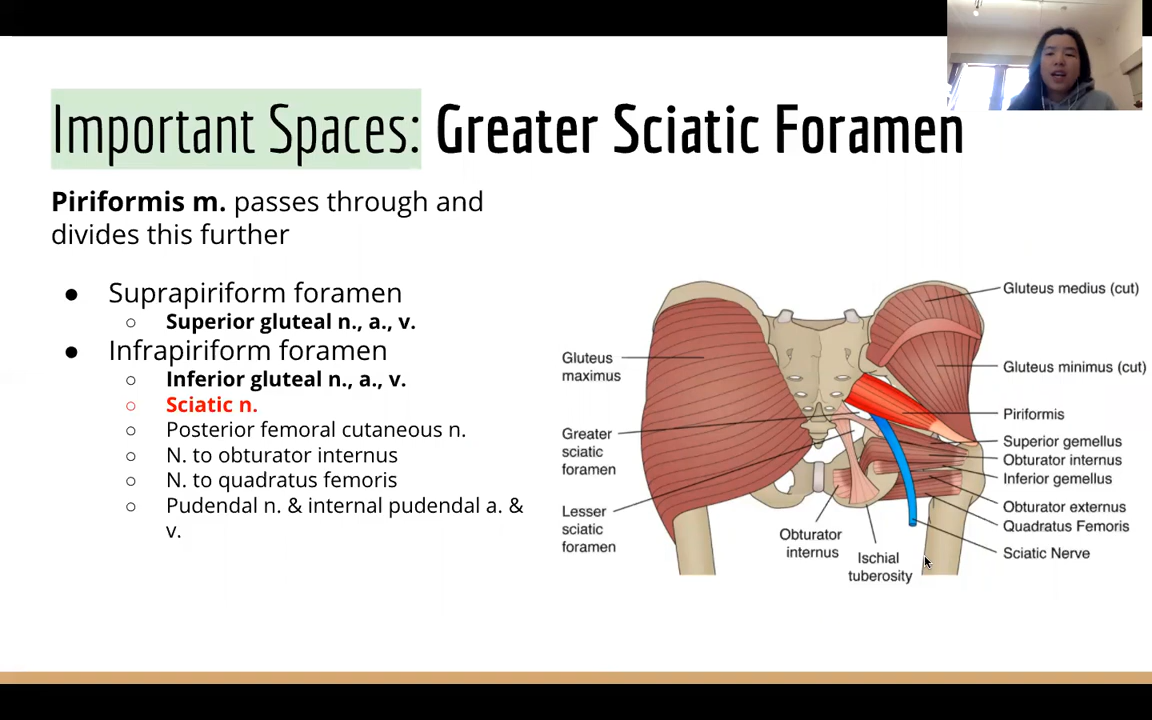 Important Spaces: Greater Sciatic Foramen
Piriformis m. passes through and
divides this further
● Suprapiriform foramen
○ Superior gluteal n., a., v.
● Infrapiriform foramen
○ Inferior gluteal n., a., v.
○ Sciatic n.
○ Posterior femoral cutaneous n.
○ N. to obturator internus
○ N. to quadratus femoris
○ Pudendal n. & internal pudendal a. &
v.
Gluteus
maximus
Greater
sciatic
foramen
Lesser
sciatic
foramen
Obturator
internus
Ischial
tuberosity
Gluteus medius (cut)
Gluteus minimus (cut)
Piriformis
Superior gemellus
Obturator internus
Inferior gemellus
Obturator externus
Quadratus Femoris
Sciatic Nerve